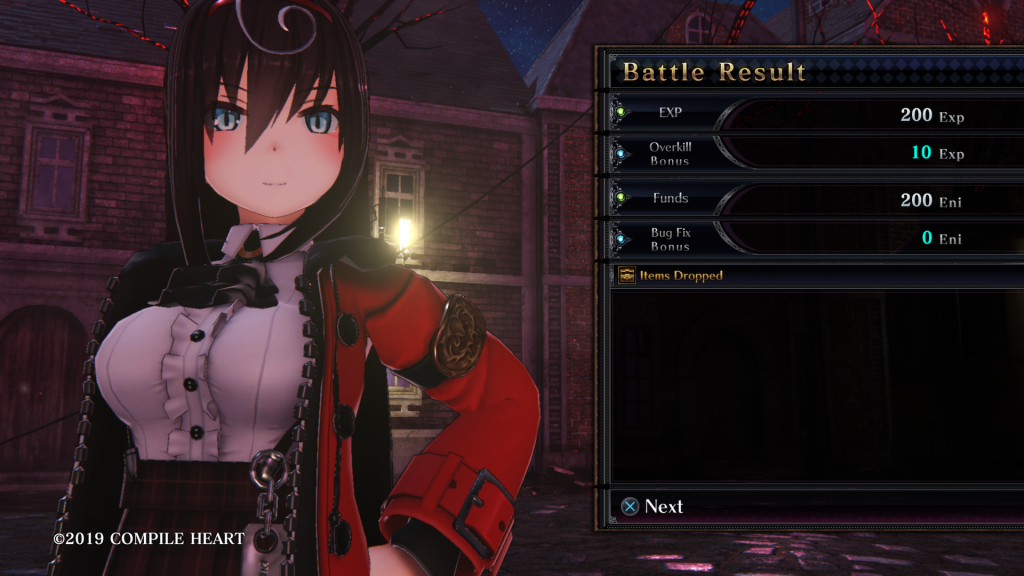 Battle Result
EXP 200 Exp
Overkill
Bonus 10 Exp
Funds 200 Eni
Bug Fix
Bonus 0 Eni
Items Dropped
Next
©2019 COMPILE HEART